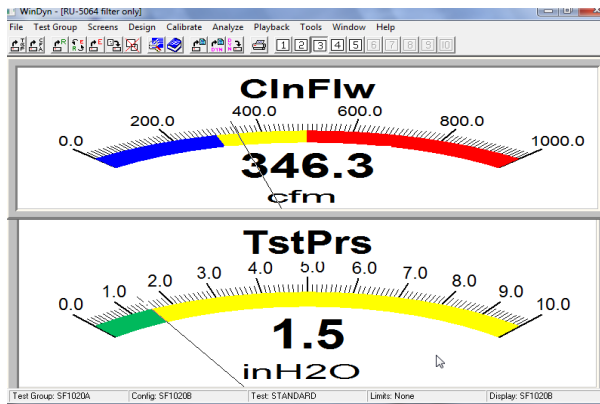 WinDyn - [RU-5064 filter only]
File Test Group Screens Design Calibrate Analyze Playback Tools Window Help
1 2 3 4 5 6 7 8 9 10
ClnFlw
0.0 200.0 400.0 600.0 800.0 1000.0
346.3
cfm
TstPrs
0.0 1.0 2.0 3.0 4.0 5.0 6.0 7.0 8.0 9.0 10.0
1.5
inH2O
Test Group: SF1020A Config: SF1020B Test: STANDARD Limits: None Display: SF1020B